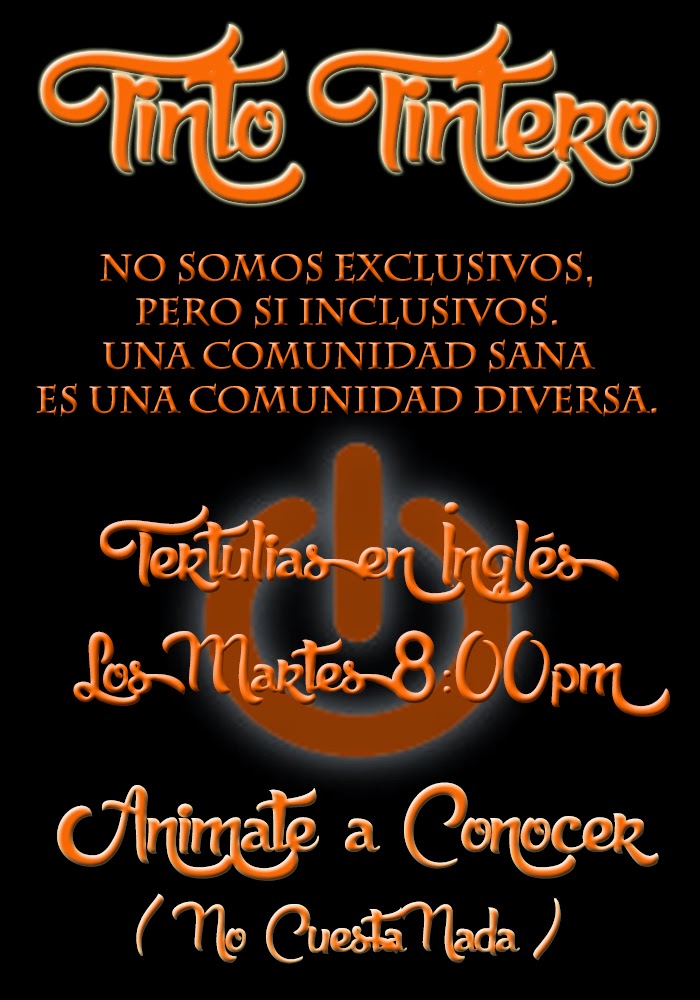 Tinto Tintero
NO SOMOS EXCLUSIVOS,
PERO SI INCLUSIVOS.
UNA COMUNIDAD SANA
ES UNA COMUNIDAD DIVERSA.
Tertulias en Inglés
Los Martes 8:00pm
Animate a Conocer
( No Cuesta Nada )